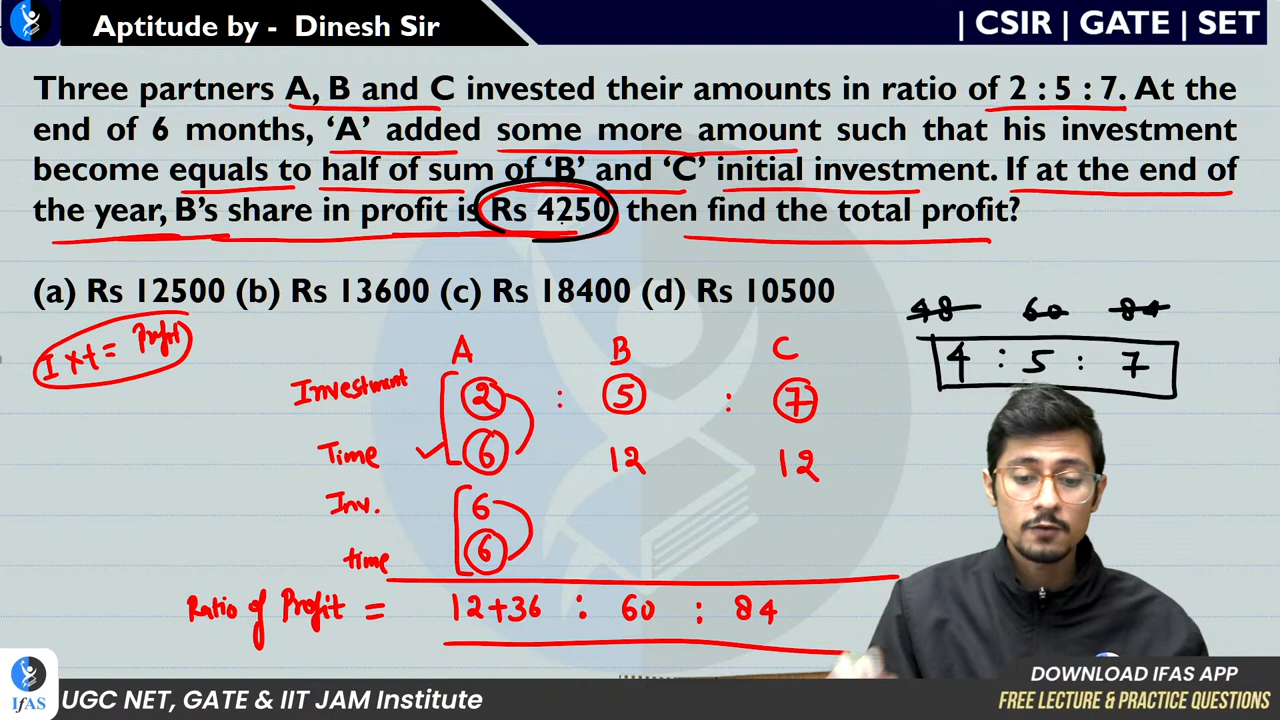 Aptitude by - Dinesh Sir
| CSIR | GATE | SET
Three partners A, B and C invested their amounts in ratio of 2 : 5 : 7. At the
end of 6 months, ‘A’ added some more amount such that his investment
become equals to half of sum of ‘B’ and ‘C’ initial investment. If at the end of
the year, B’s share in profit is Rs 4250, then find the total profit?
(a) Rs 12500 (b) Rs 13600 (c) Rs 18400 (d) Rs 10500
48 60 84
4 : 5 : 7
I × t = Profit
A B C
Investment 2 : 5 : 7
Time 6 12 12
Inv. 6
time 6
Ratio of Profit = 12+36 : 60 : 84
IFAS
UGC NET, GATE & IIT JAM Institute
DOWNLOAD IFAS APP
FREE LECTURE & PRACTICE QUESTIONS